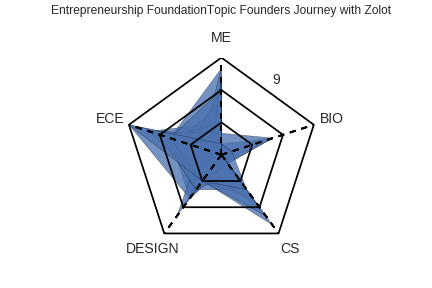 Entrepreneurship FoundationTopic Founders Journey with Zolot
ME
9
ECE
BIO
DESIGN
CS